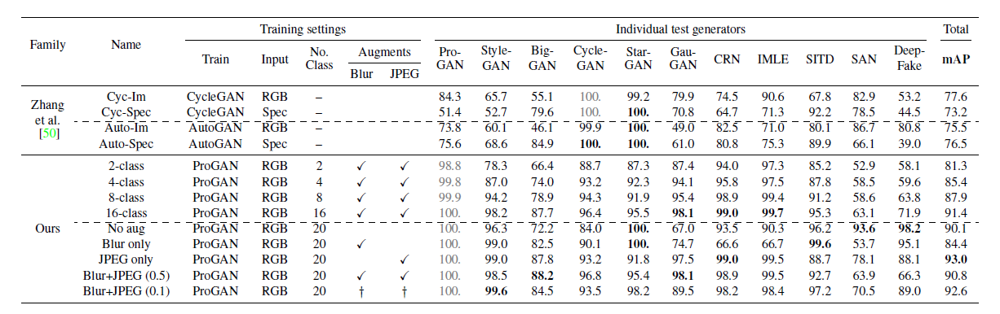 Family Name Training settings Individual test generators Total
Train Input No. Class Augments Blur JPEG Pro-GAN Style-GAN Big-GAN Cycle-GAN Star-GAN Gau-GAN CRN IMLE SITD SAN Deep-Fake mAP
Zhang et al. [50]
Cyc-Im CycleGAN RGB – 84.3 65.7 55.1 100. 99.2 79.9 74.5 90.6 67.8 82.9 53.2 77.6
Cyc-Spec CycleGAN Spec – 51.4 52.7 79.6 100. 100. 70.8 64.7 71.3 92.2 78.5 44.5 73.2
Auto-Im AutoGAN RGB – 73.8 60.1 46.1 99.9 100. 49.0 82.5 71.0 80.1 86.7 80.8 75.5
Auto-Spec AutoGAN Spec – 75.6 68.6 84.9 100. 100. 61.0 80.8 75.3 89.9 66.1 39.0 76.5
Ours
2-class ProGAN RGB 2 ✓ ✓ 98.8 78.3 66.4 88.7 87.3 87.4 94.0 97.3 85.2 52.9 58.1 81.3
4-class ProGAN RGB 4 ✓ ✓ 99.8 87.0 74.0 93.2 92.3 94.1 95.8 97.5 87.8 58.5 59.6 85.4
8-class ProGAN RGB 8 ✓ ✓ 99.9 94.2 78.9 94.3 91.9 95.4 98.9 99.4 91.2 58.6 63.8 87.9
16-class ProGAN RGB 16 ✓ ✓ 100. 98.2 87.7 96.4 95.5 98.1 99.0 99.7 95.3 63.1 71.9 91.4
No aug ProGAN RGB 20 100. 96.3 72.2 84.0 100. 67.0 93.5 90.3 96.2 93.6 98.2 90.1
Blur only ProGAN RGB 20 ✓ 100. 99.0 82.5 90.1 100. 74.7 66.6 66.7 99.6 53.7 95.1 84.4
JPEG only ProGAN RGB 20 ✓ 100. 99.0 87.8 93.2 91.8 97.5 99.0 99.5 88.7 78.1 88.1 93.0
Blur+JPEG (0.5) ProGAN RGB 20 ✓ ✓ 100. 98.5 88.2 96.8 95.4 98.1 98.9 99.5 92.7 63.9 66.3 90.8
Blur+JPEG (0.1) ProGAN RGB 20 † † 100. 99.6 84.5 93.5 98.2 89.5 98.2 98.4 97.2 70.5 89.0 92.6